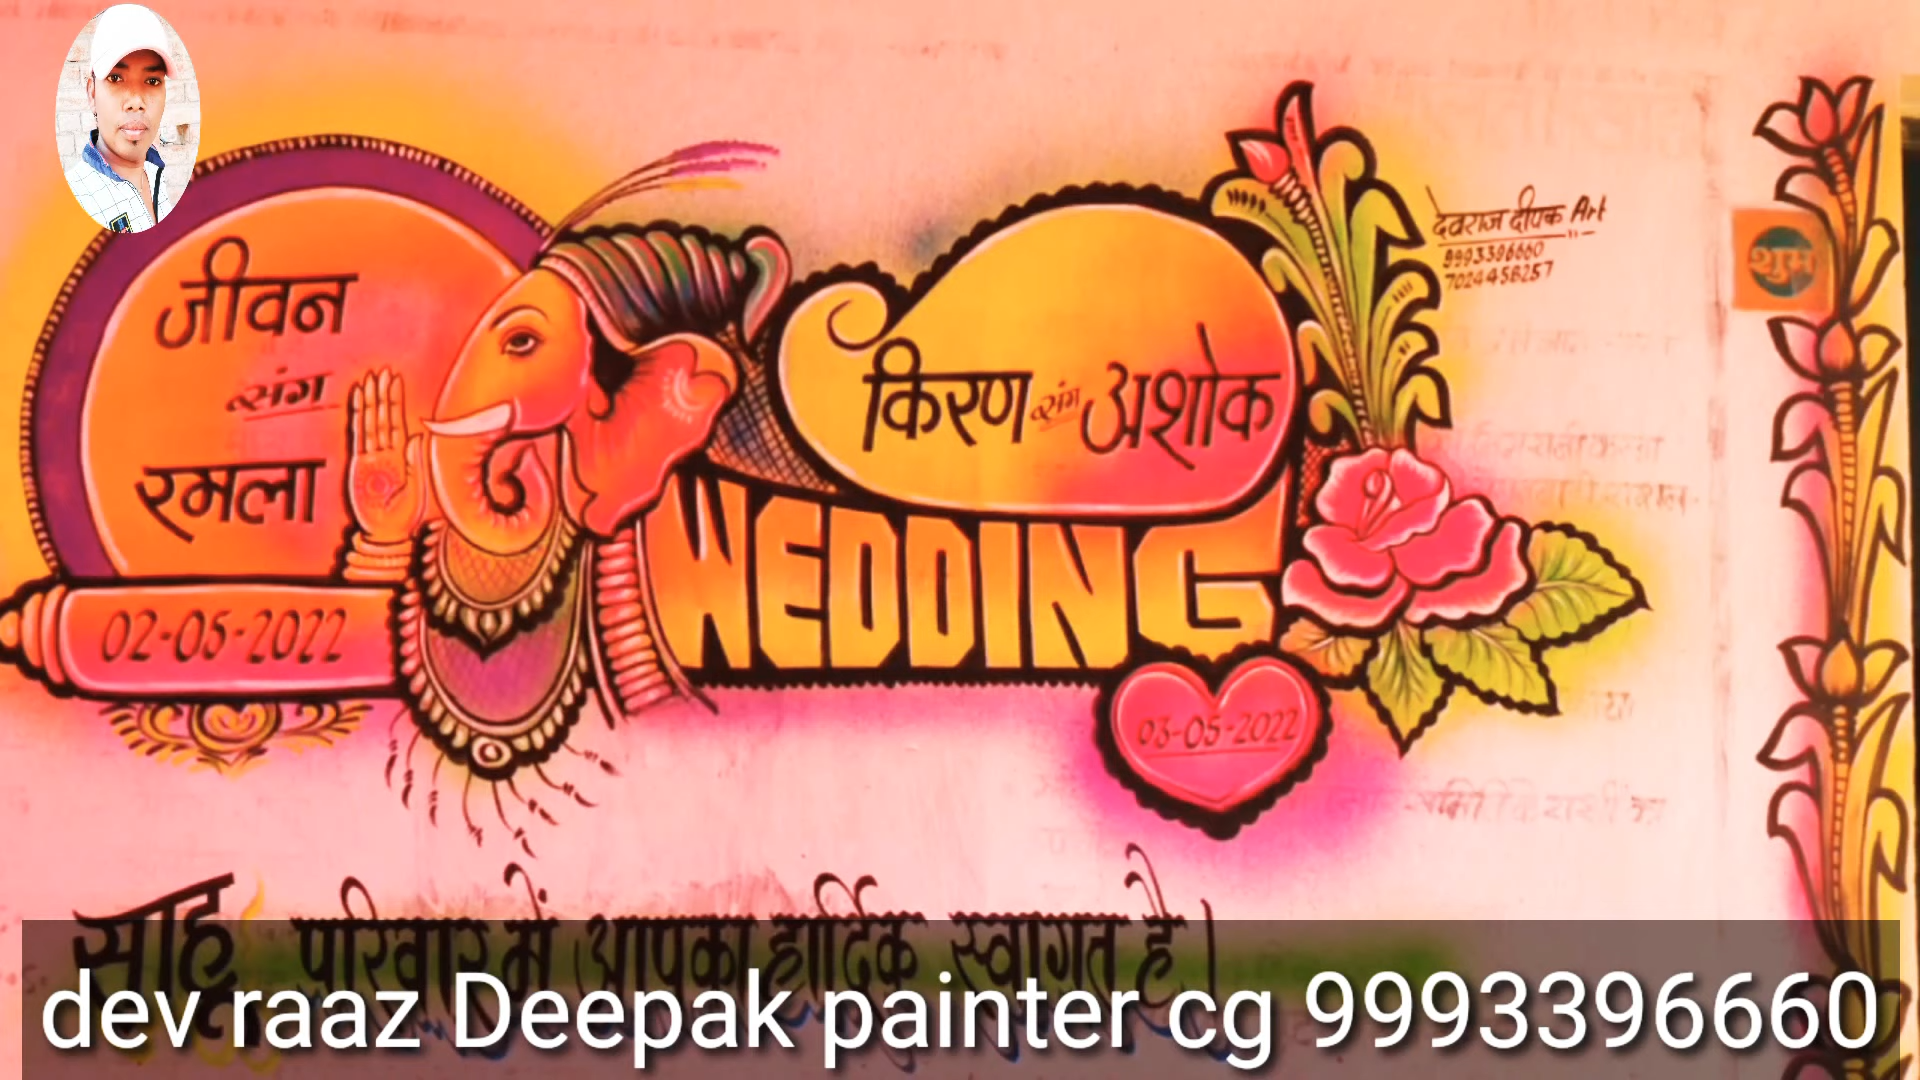 जीवन
संग
रमला
02-05-2022
किरण संग अशोक
WEDDING
03-05-2022
देवराज दीपक Art
9993396660
7024458257
शुभ
साहू परिवार में आपका हार्दिक स्वागत है।
dev raaz Deepak painter cg 9993396660